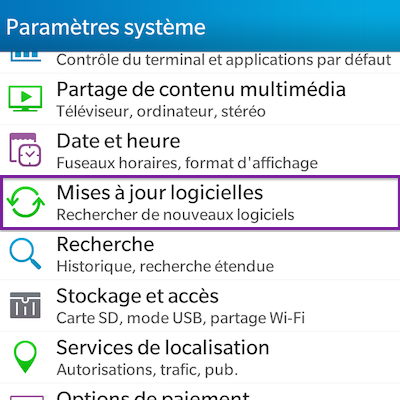 Paramètres système
Contrôle du terminal et applications par défaut
Partage de contenu multimédia
Téléviseur, ordinateur, stéréo
Date et heure
Fuseaux horaires, format d'affichage
Mises à jour logicielles
Rechercher de nouveaux logiciels
Recherche
Historique, recherche étendue
Stockage et accès
Carte SD, mode USB, partage Wi-Fi
Services de localisation
Autorisations, trafic, pub.
Options de paiement